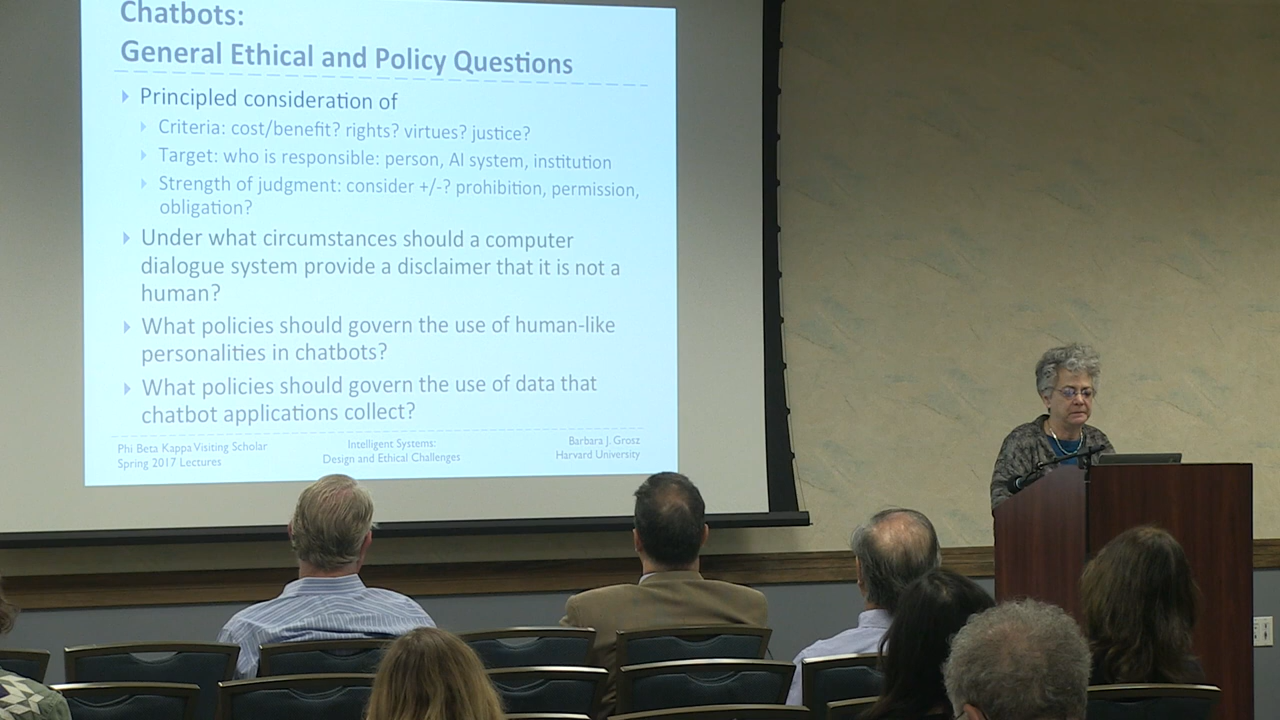 Chatbots:
General Ethical and Policy Questions
Principled consideration of
Criteria: cost/benefit? rights? virtues? justice?
Target: who is responsible: person, AI system, institution
Strength of judgment: consider +/-? prohibition, permission,
obligation?
Under what circumstances should a computer
dialogue system provide a disclaimer that it is not a
human?
What policies should govern the use of human-like
personalities in chatbots?
What policies should govern the use of data that
chatbot applications collect?
Phi Beta Kappa Visiting Scholar
Spring 2017 Lectures
Intelligent Systems:
Design and Ethical Challenges
Barbara J. Grosz
Harvard University